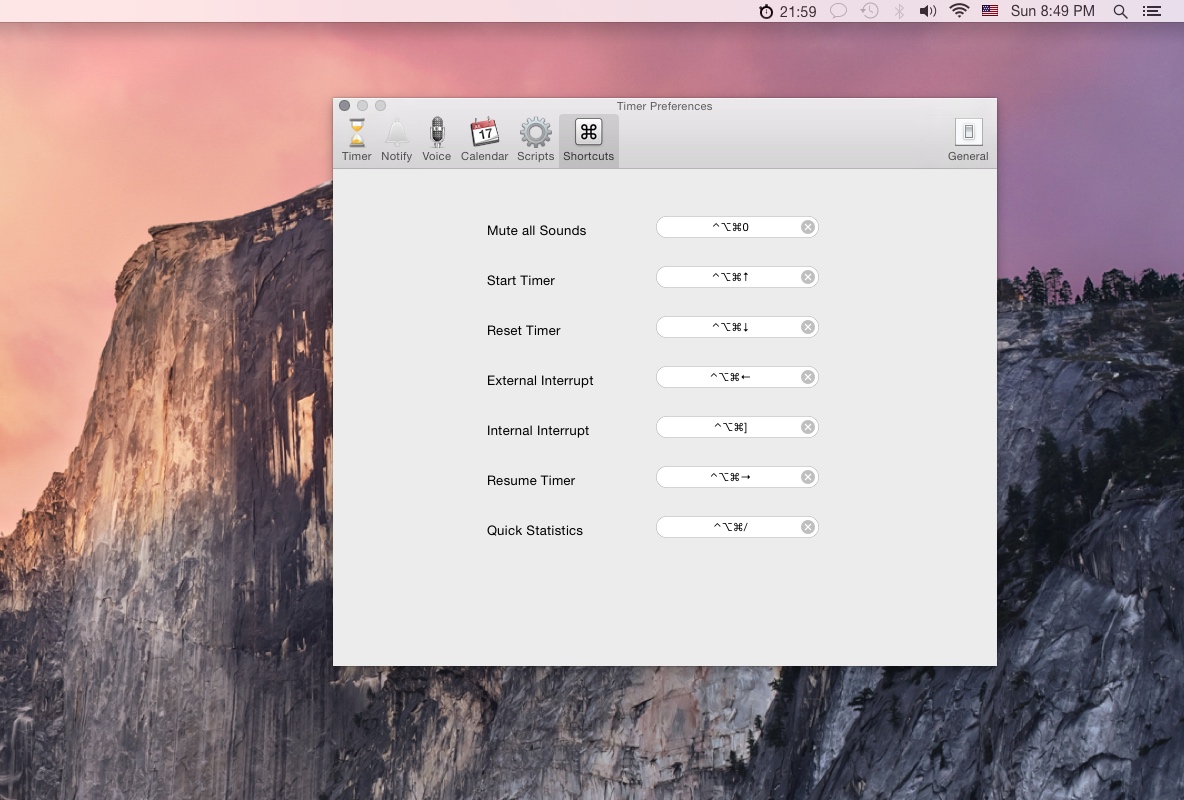 21:59 Sun 8:49 PM
Timer Preferences
17
⌘
Timer Notify Voice Calendar Scripts Shortcuts General
Mute all Sounds ^⌥⌘0
Start Timer ^⌥⌘↑
Reset Timer ^⌥⌘↓
External Interrupt ^⌥⌘←
Internal Interrupt ^⌥⌘]
Resume Timer ^⌥⌘→
Quick Statistics ^⌥⌘/